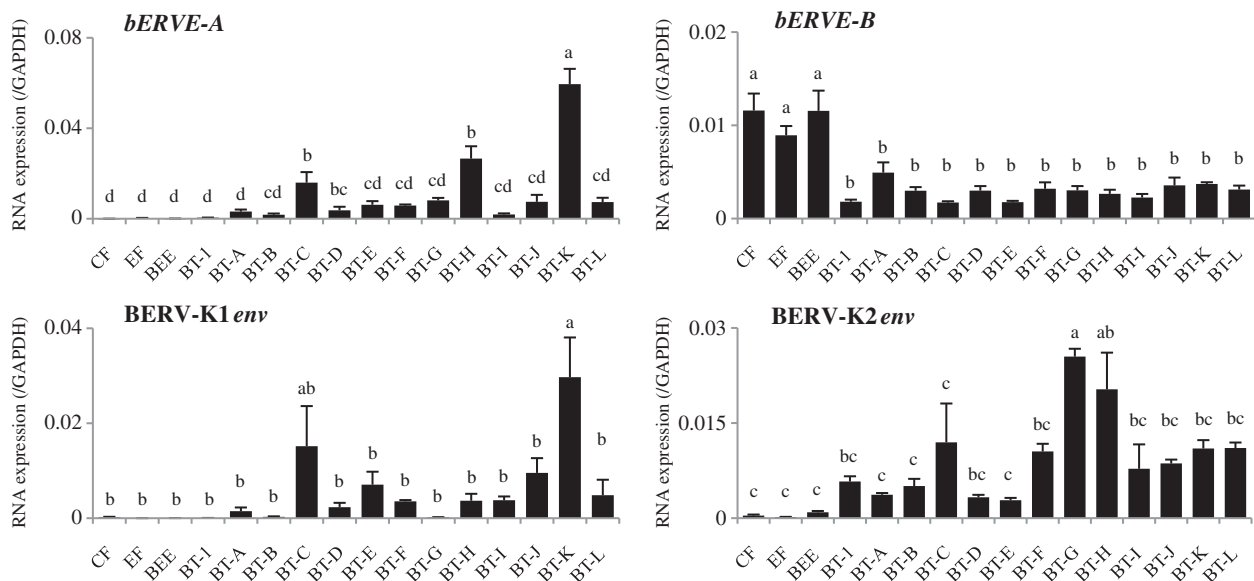 bERVE-A
RNA expression (/GAPDH)
0.08
0.04
0
d d d d d cd b bc cd cd cd b cd cd a cd
CF EF BEE BT-1 BT-A BT-B BT-C BT-D BT-E BT-F BT-G BT-H BT-I BT-J BT-K BT-L
bERVE-B
RNA expression (/GAPDH)
0.02
0.01
0
a a a b b b b b b b b b b b b b
CF EF BEE BT-1 BT-A BT-B BT-C BT-D BT-E BT-F BT-G BT-H BT-I BT-J BT-K BT-L
BERV-K1 env
RNA expression (/GAPDH)
0.04
0.02
0
b b b b b b ab b b b b b b b a b
CF EF BEE BT-1 BT-A BT-B BT-C BT-D BT-E BT-F BT-G BT-H BT-I BT-J BT-K BT-L
BERV-K2 env
RNA expression (/GAPDH)
0.03
0.015
0
c c c bc c bc c bc c bc a ab bc bc bc bc
CF EF BEE BT-1 BT-A BT-B BT-C BT-D BT-E BT-F BT-G BT-H BT-I BT-J BT-K BT-L